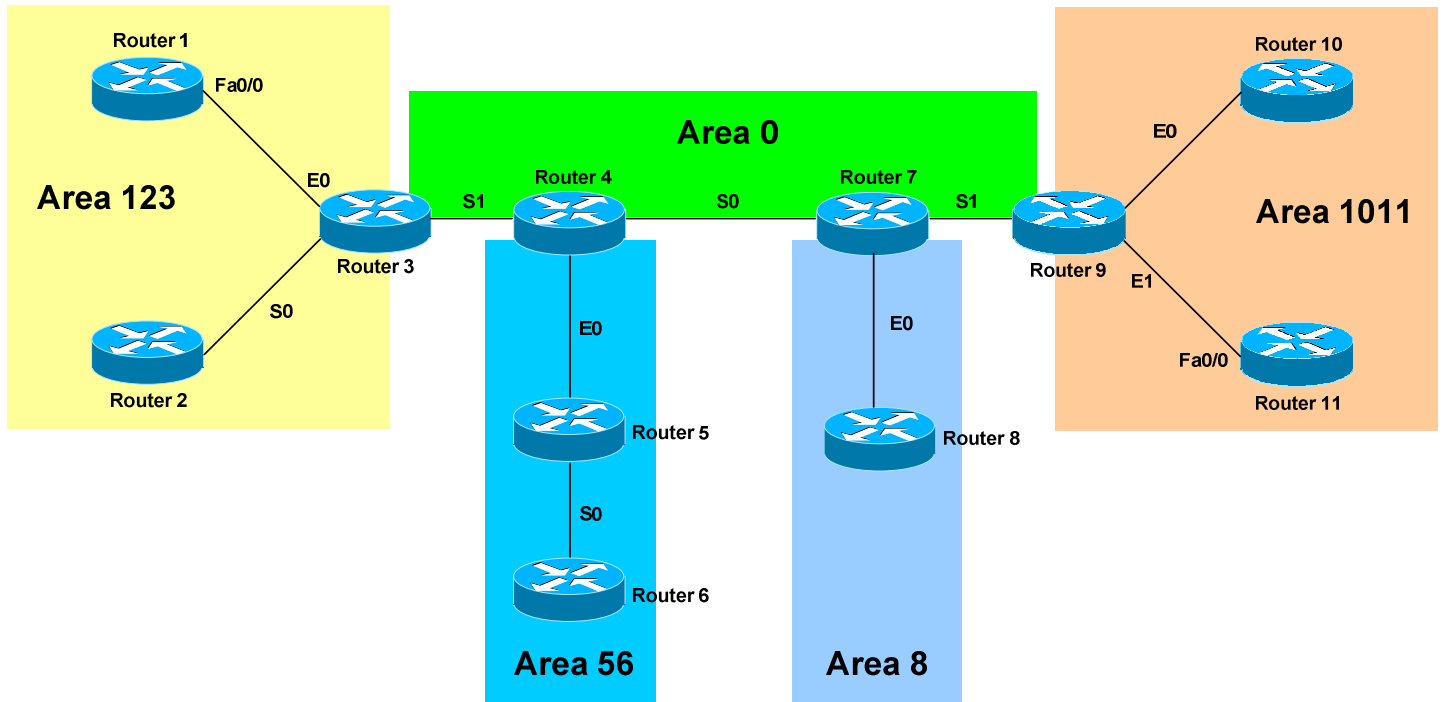 Router 1
Fa0/0
Area 123
E0
Router 3
S0
Router 2
Area 0
S1
Router 4
S0
Router 7
S1
E0
Router 5
S0
Router 6
Area 56
E0
Router 8
Area 8
Router 9
Router 10
E0
Area 1011
E1
Fa0/0
Router 11